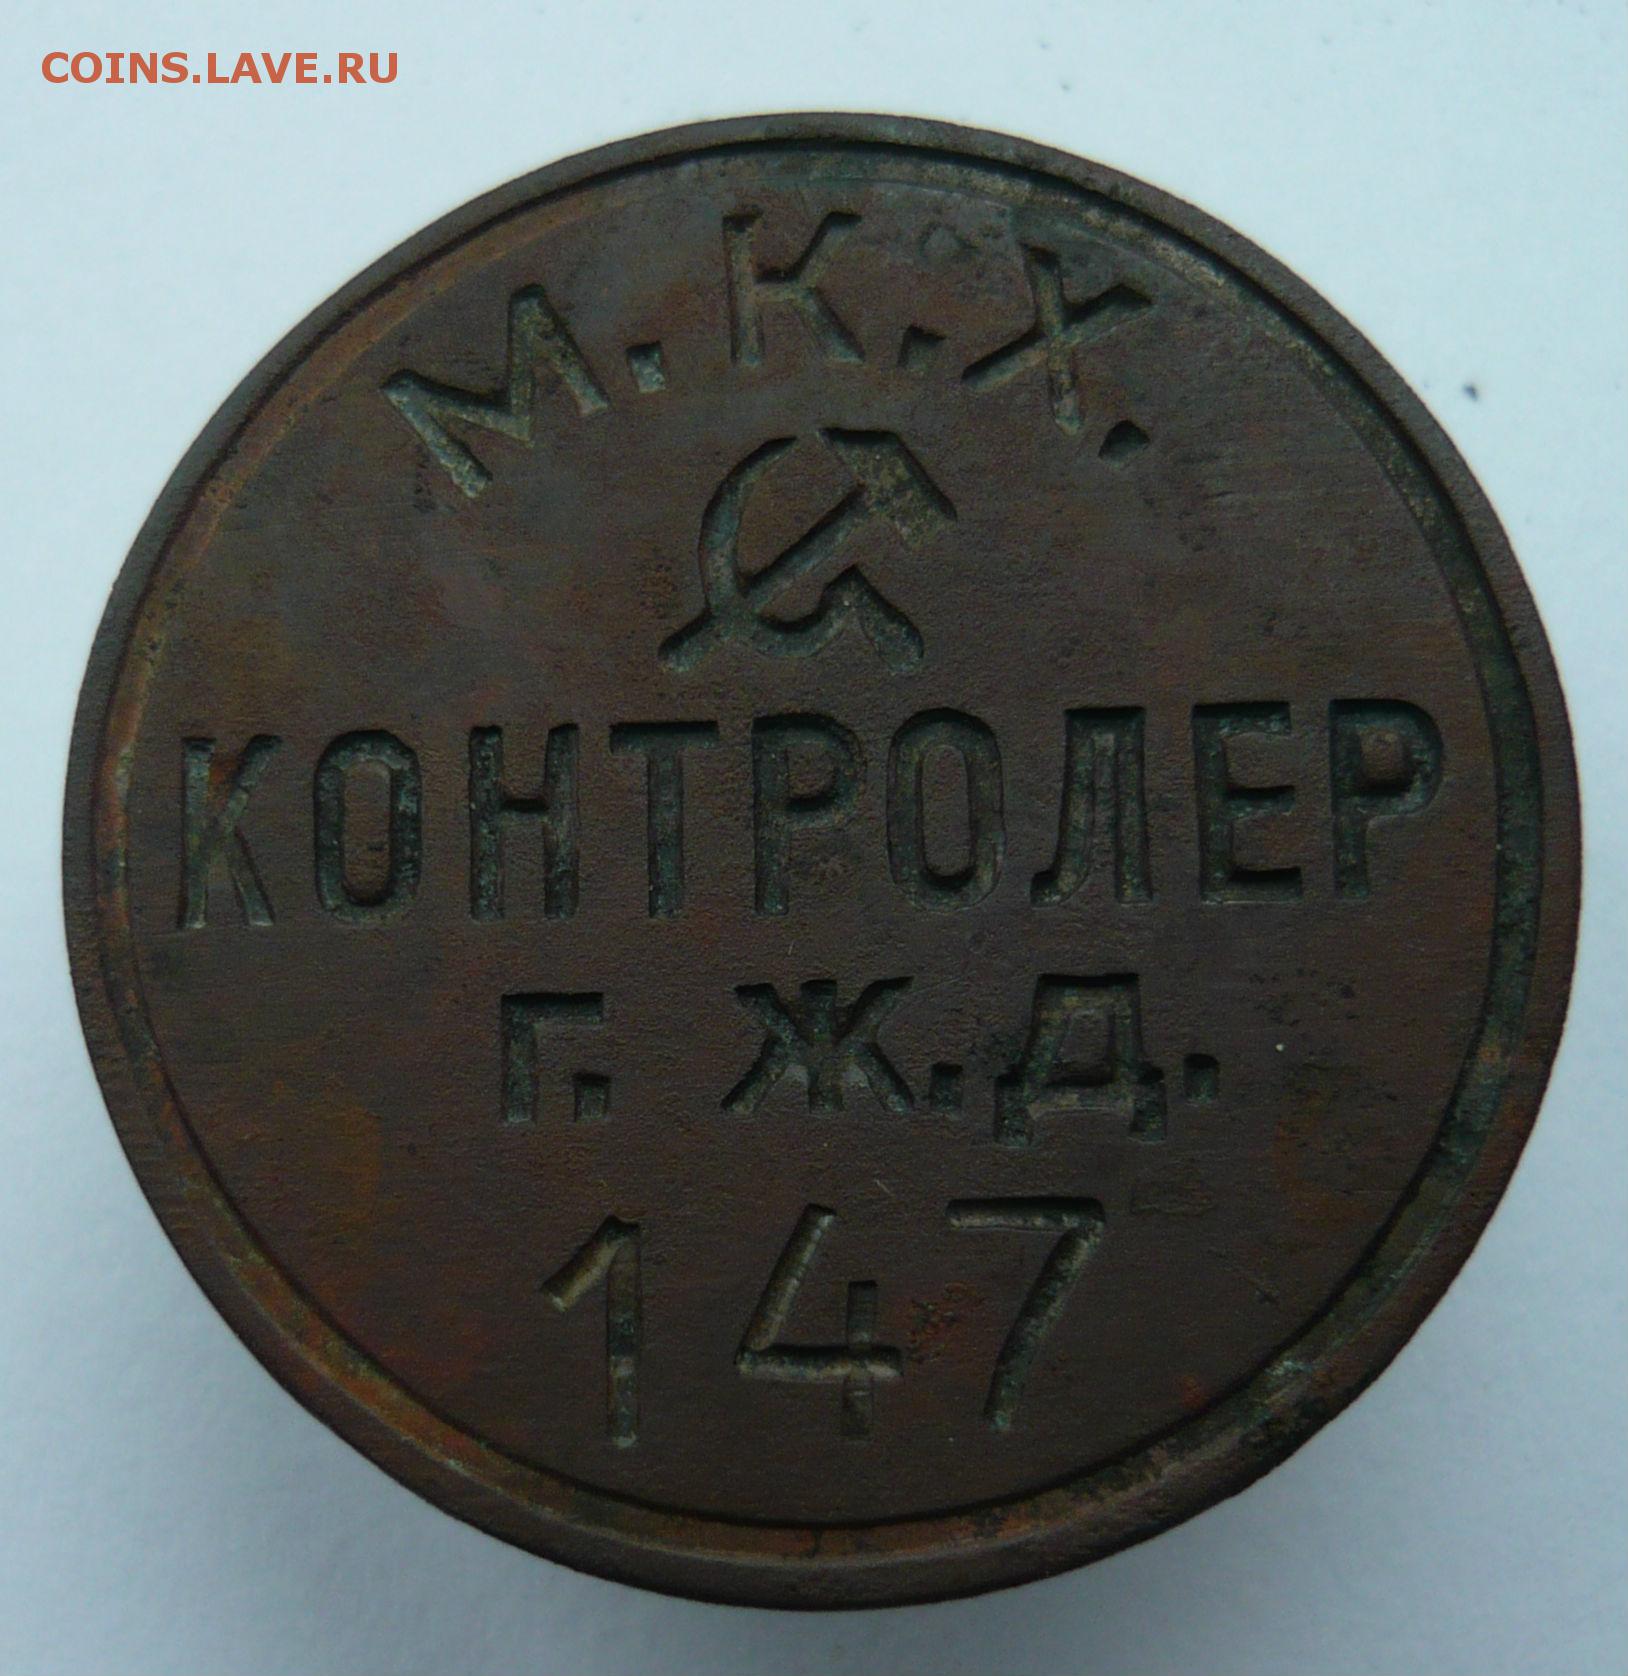 COINS.LAVE.RU
М.К.Х.
КОНТРОЛЕР
Г.Ж.Д.
147